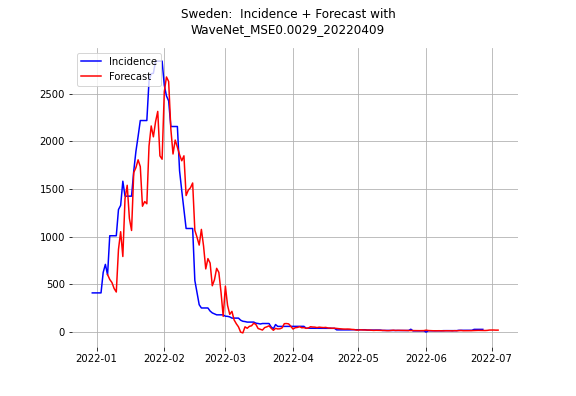 Sweden:  Incidence + Forecast with
WaveNet_MSE0.0029_20220409
Incidence
Forecast
2500
2000
1500
1000
500
0
2022-01 2022-02 2022-03 2022-04 2022-05 2022-06 2022-07